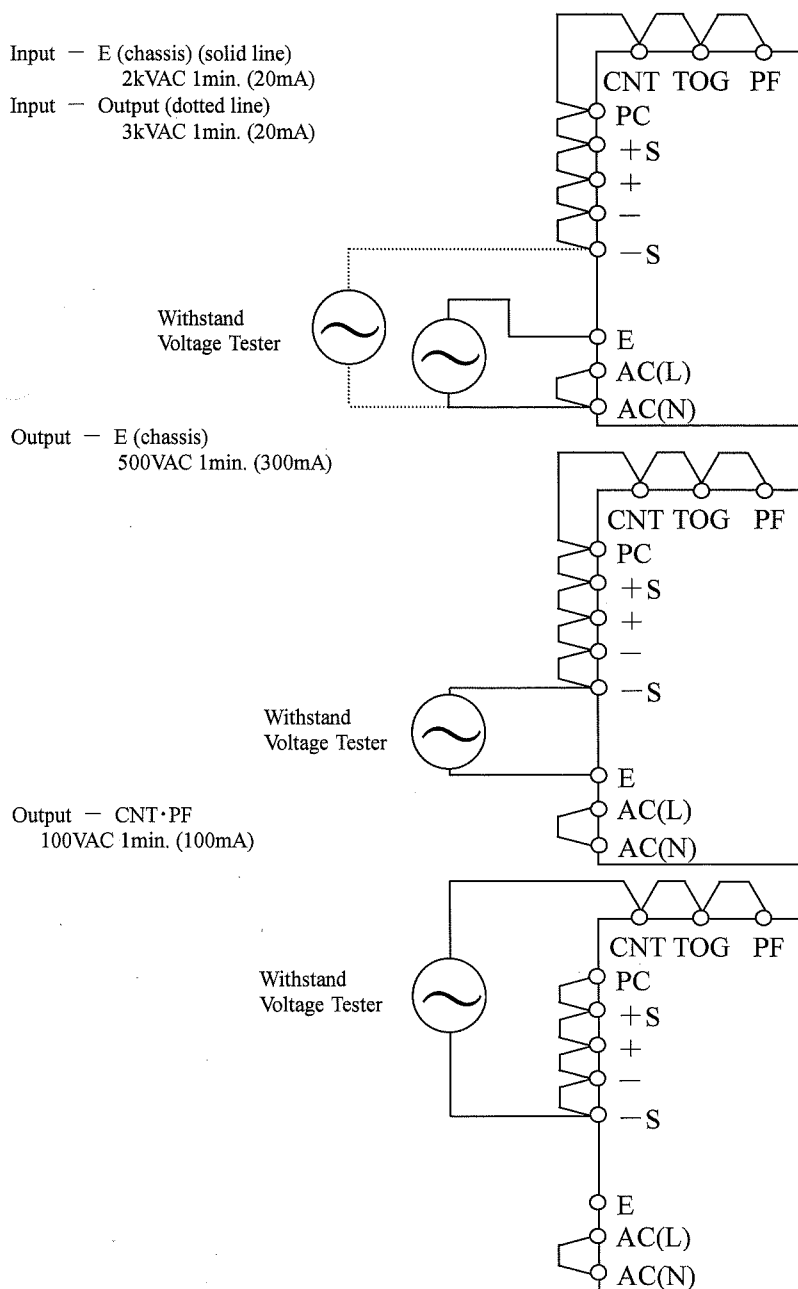 Input － E (chassis) (solid line)
2kVAC 1min. (20mA)
Input － Output (dotted line)
3kVAC 1min. (20mA)
CNT TOG PF
PC
+S
+
－
－S
Withstand
Voltage Tester
E
AC(L)
AC(N)
Output － E (chassis)
500VAC 1min. (300mA)
CNT TOG PF
PC
+S
+
－
－S
Withstand
Voltage Tester
E
AC(L)
AC(N)
Output － CNT･PF
100VAC 1min. (100mA)
CNT TOG PF
PC
+S
+
－
－S
Withstand
Voltage Tester
E
AC(L)
AC(N)